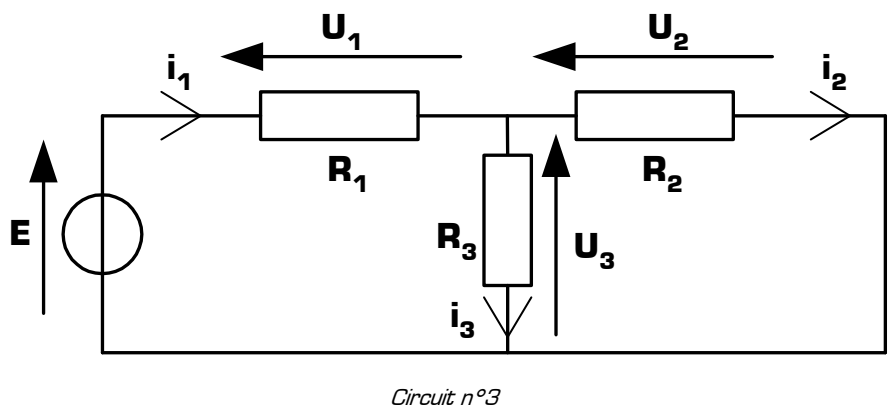 U₁ U₂
i₁ i₂
R₁ R₂
E R₃ U₃
i₃
Circuit n°3